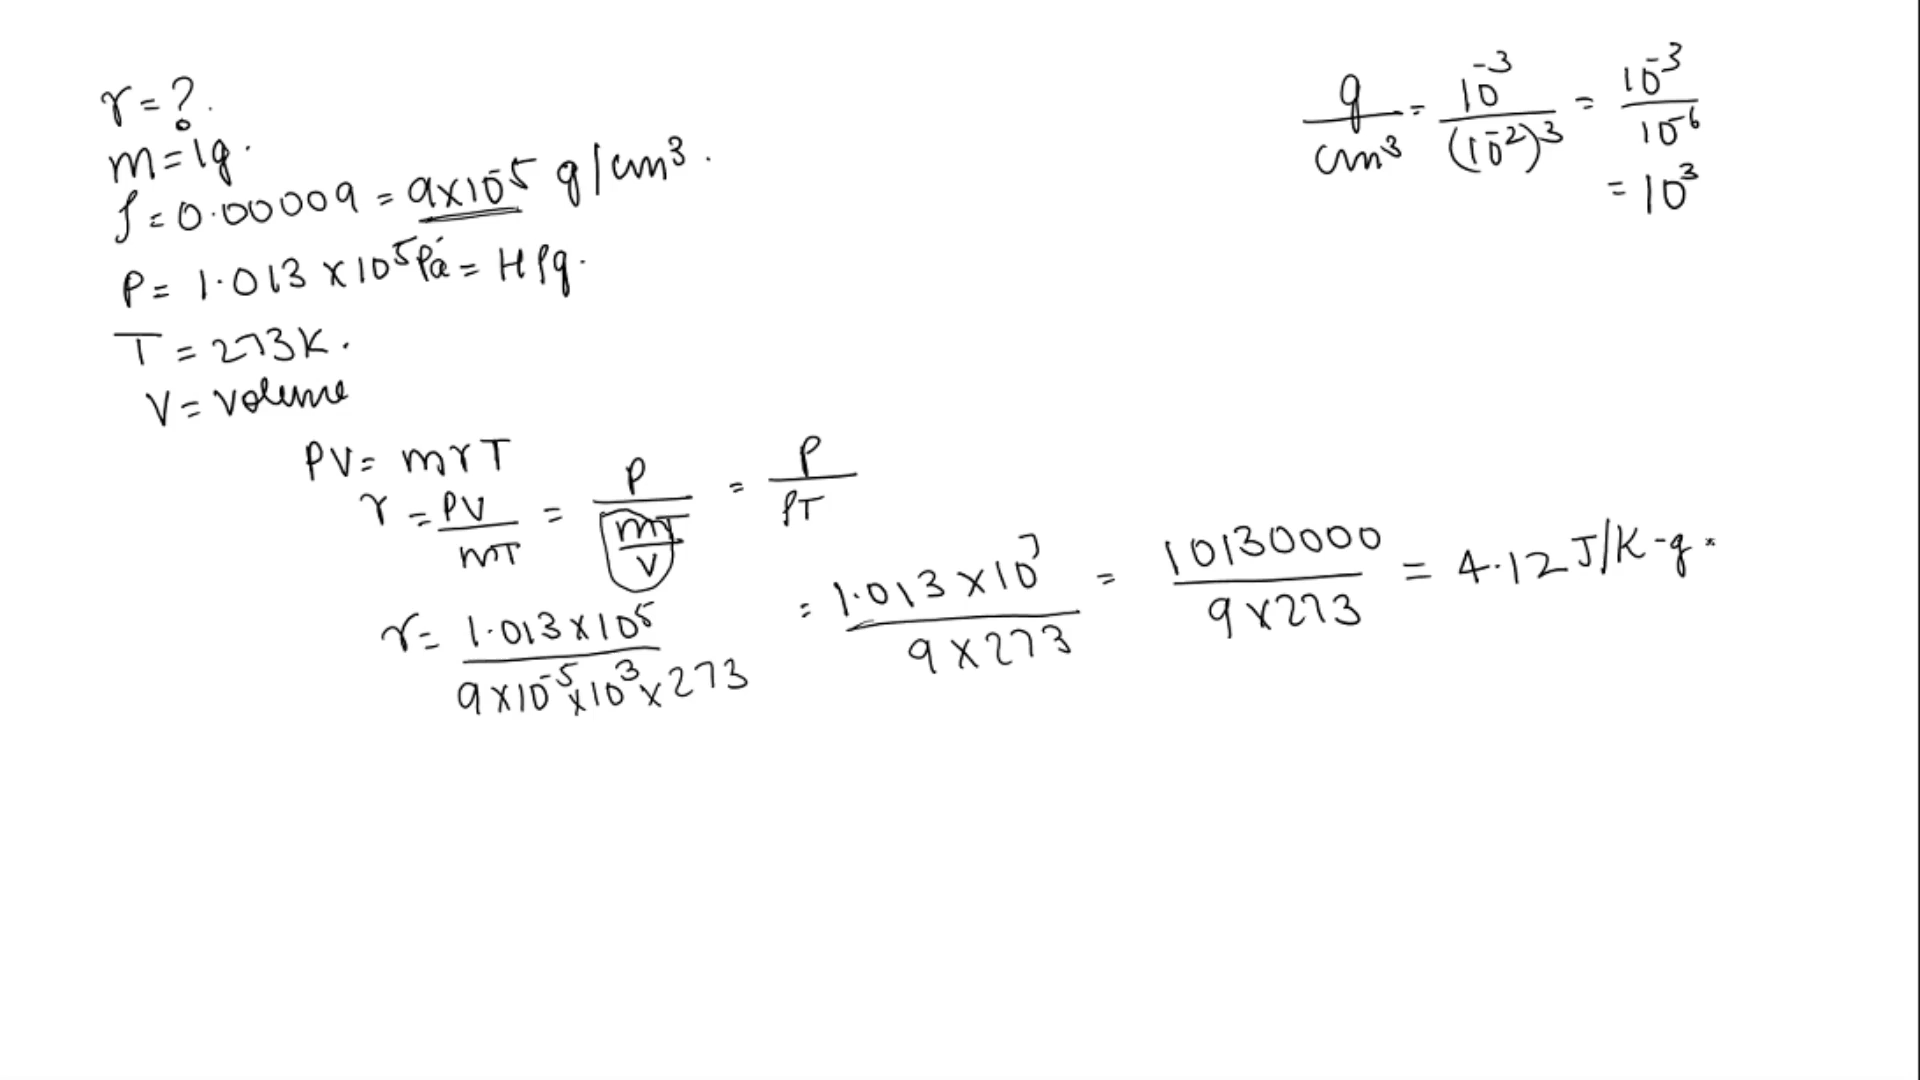 r = ?
m = 1g.
ρ = 0.00009 = 9×10⁻⁵ g/cm³.
P = 1.013 × 10⁵ Pa = Hρg.
T = 273K.
V = volume
PV = mrT
r = PV/mT = P/(mT/V) = P/ρT
r = 1.013×10⁵/(9×10⁻⁵×10³×273) = 1.013×10⁷/(9×273) = 10130000/(9×273) = 4.12 J/K-g.
g/cm³ = 10⁻³/(10⁻²)³ = 10⁻³/10⁻⁶
= 10³